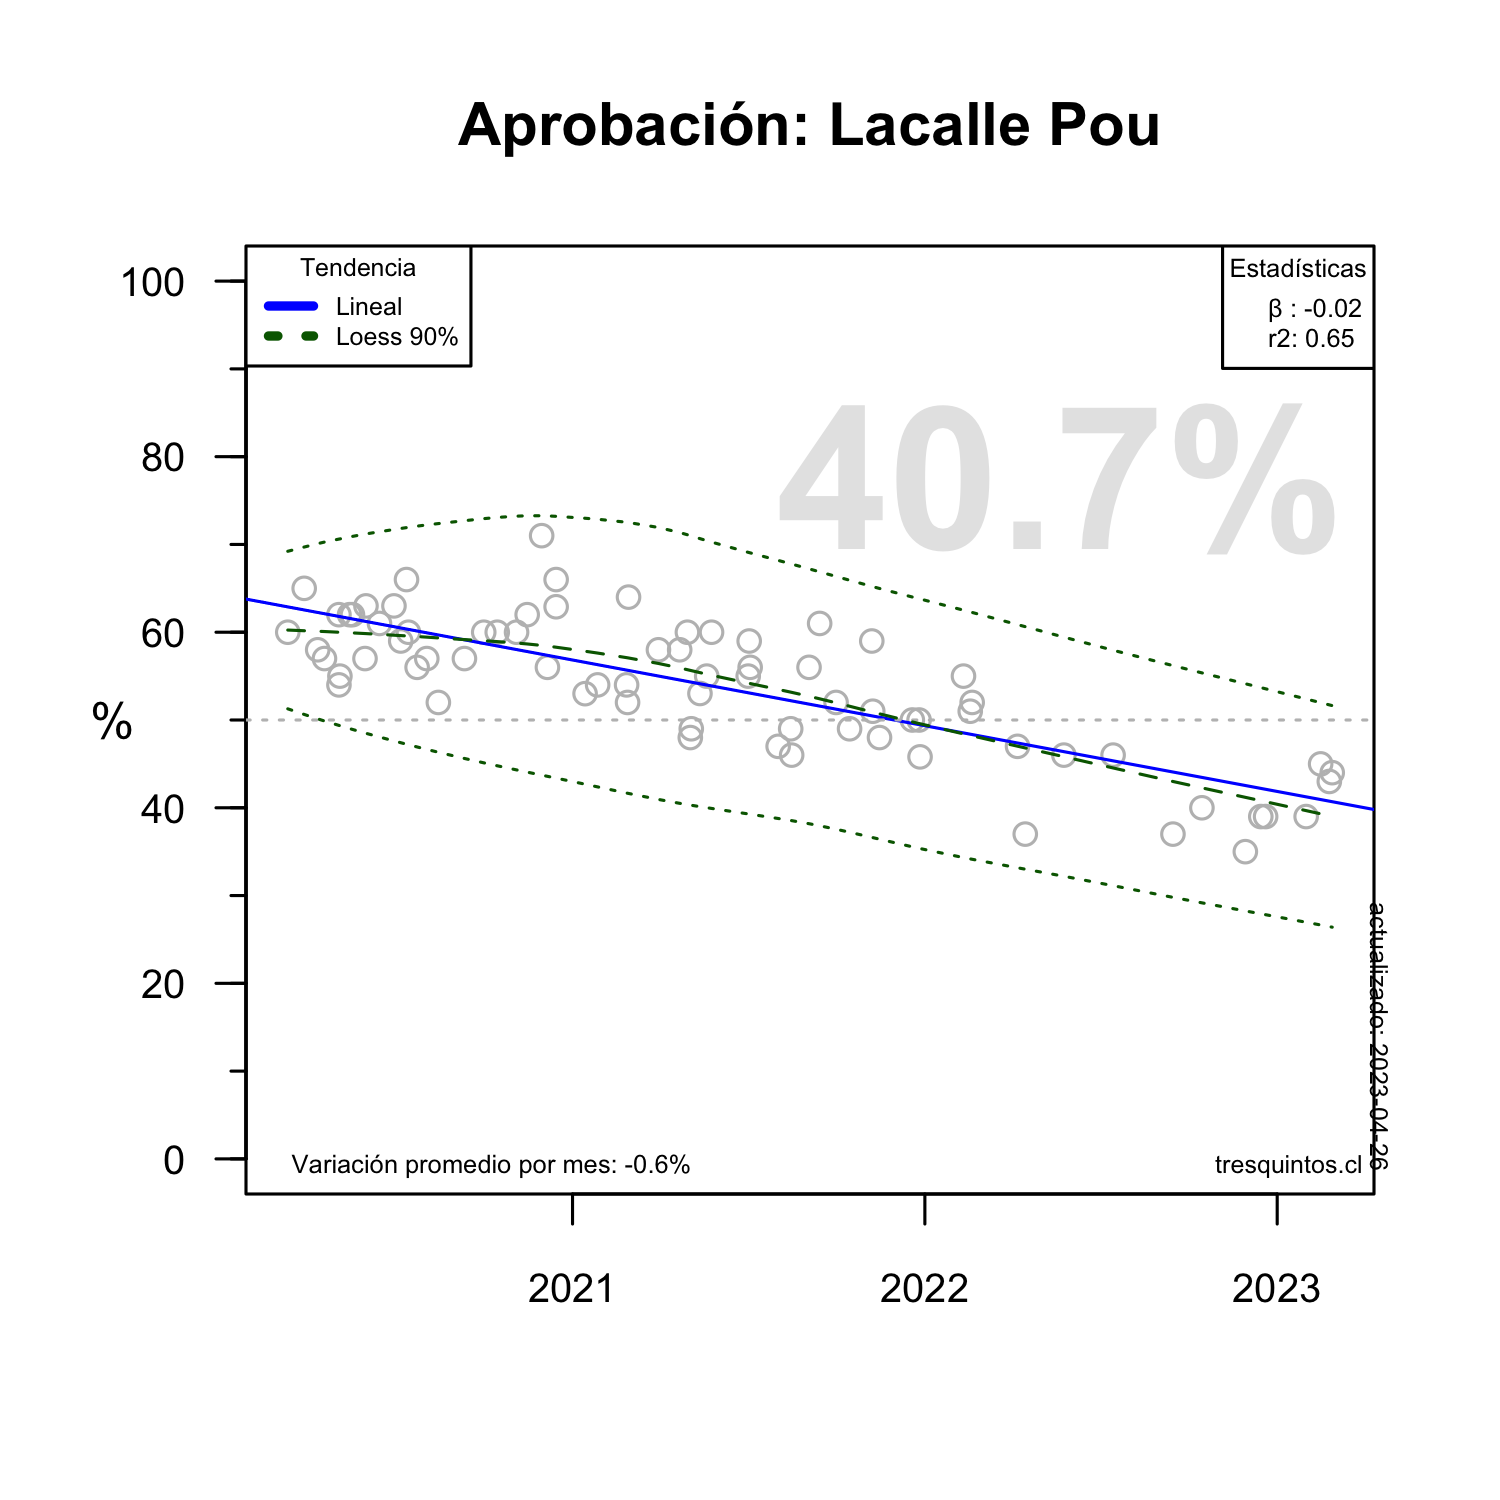 Aprobación: Lacalle Pou
Tendencia
Lineal
Loess 90%
Estadísticas
β : -0.02
r2: 0.65
40.7%
100
80
60
%
40
20
0
Variación promedio por mes: -0.6%
tresquintos.cl
actualizado: 2023-04-26
2021
2022
2023